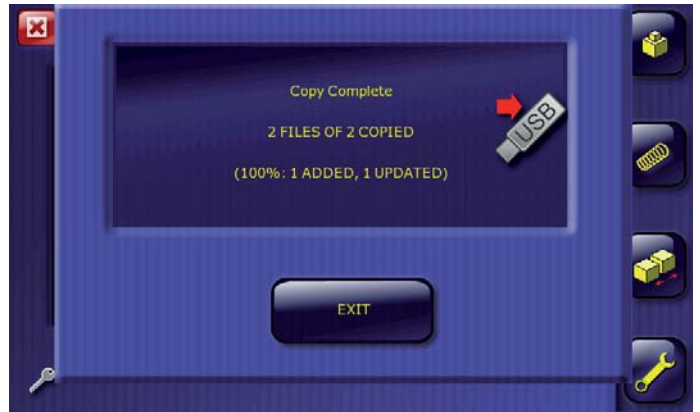 Copy Complete
2 FILES OF 2 COPIED
(100%: 1 ADDED, 1 UPDATED)
USB
EXIT